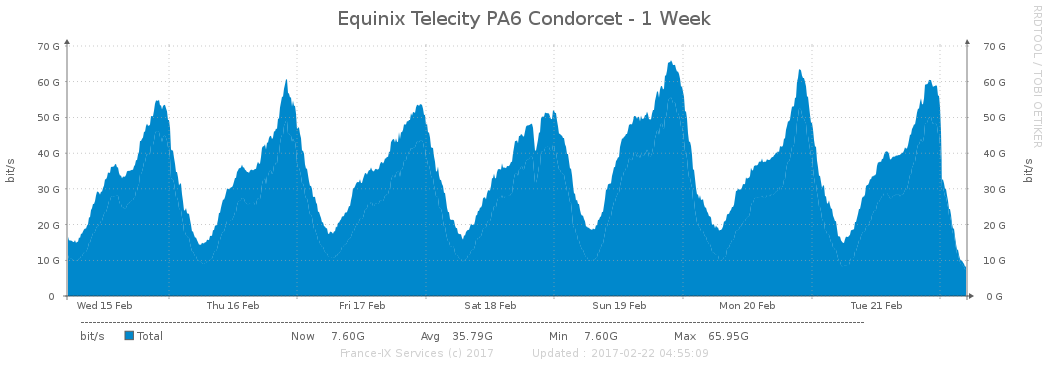 Equinix Telecity PA6 Condorcet - 1 Week
RRDTOOL / TOBI OETIKER
70 G 70 G
60 G 60 G
50 G 50 G
40 G 40 G
30 G 30 G
20 G 20 G
10 G 10 G
0 0 G
bit/s bit/s
Wed 15 Feb Thu 16 Feb Fri 17 Feb Sat 18 Feb Sun 19 Feb Mon 20 Feb Tue 21 Feb
bit/s Total Now 7.60G Avg 35.79G Min 7.60G Max 65.95G
France-IX Services (c) 2017 Updated : 2017-02-22 04:55:09